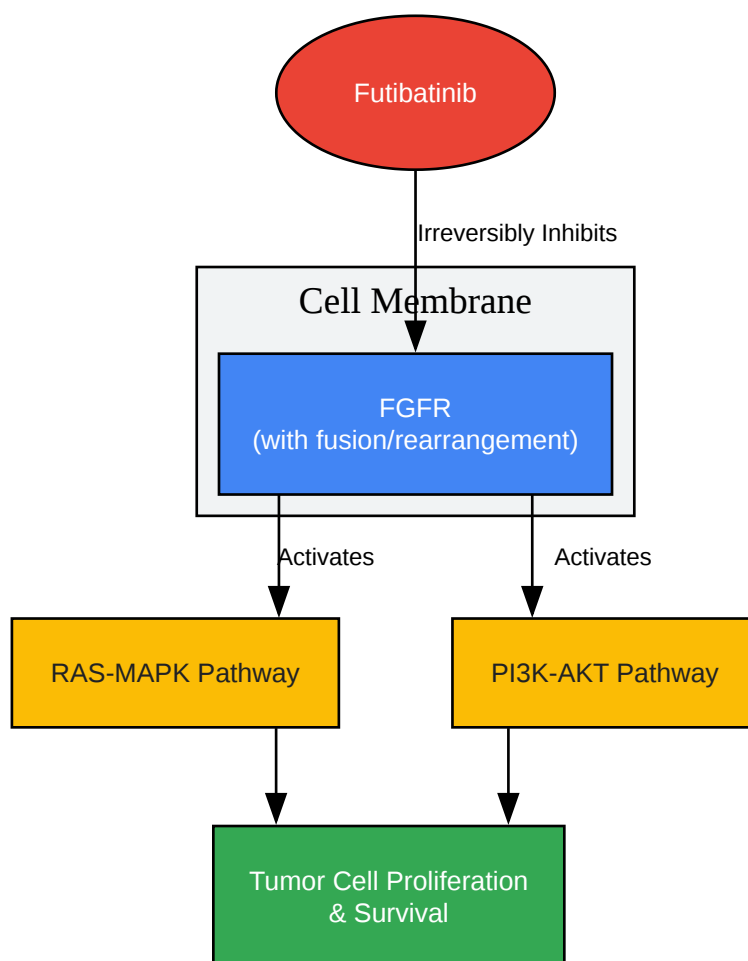 Futibatinib
Irreversibly Inhibits
Cell Membrane
FGFR
(with fusion/rearrangement)
Activates
Activates
RAS-MAPK Pathway
PI3K-AKT Pathway
Tumor Cell Proliferation
& Survival